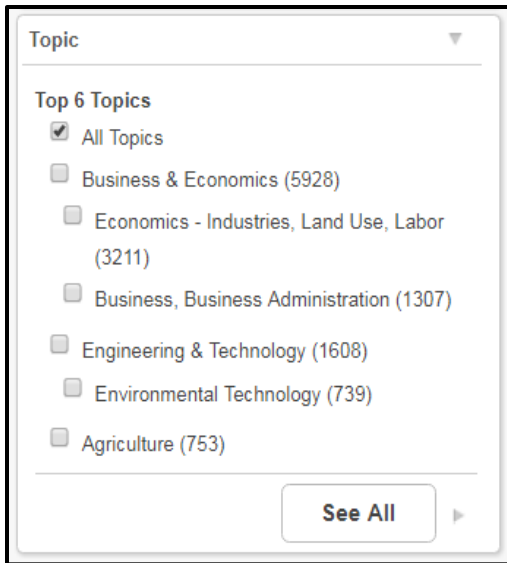 Topic
Top 6 Topics
All Topics
Business & Economics (5928)
Economics - Industries, Land Use, Labor
(3211)
Business, Business Administration (1307)
Engineering & Technology (1608)
Environmental Technology (739)
Agriculture (753)
See All